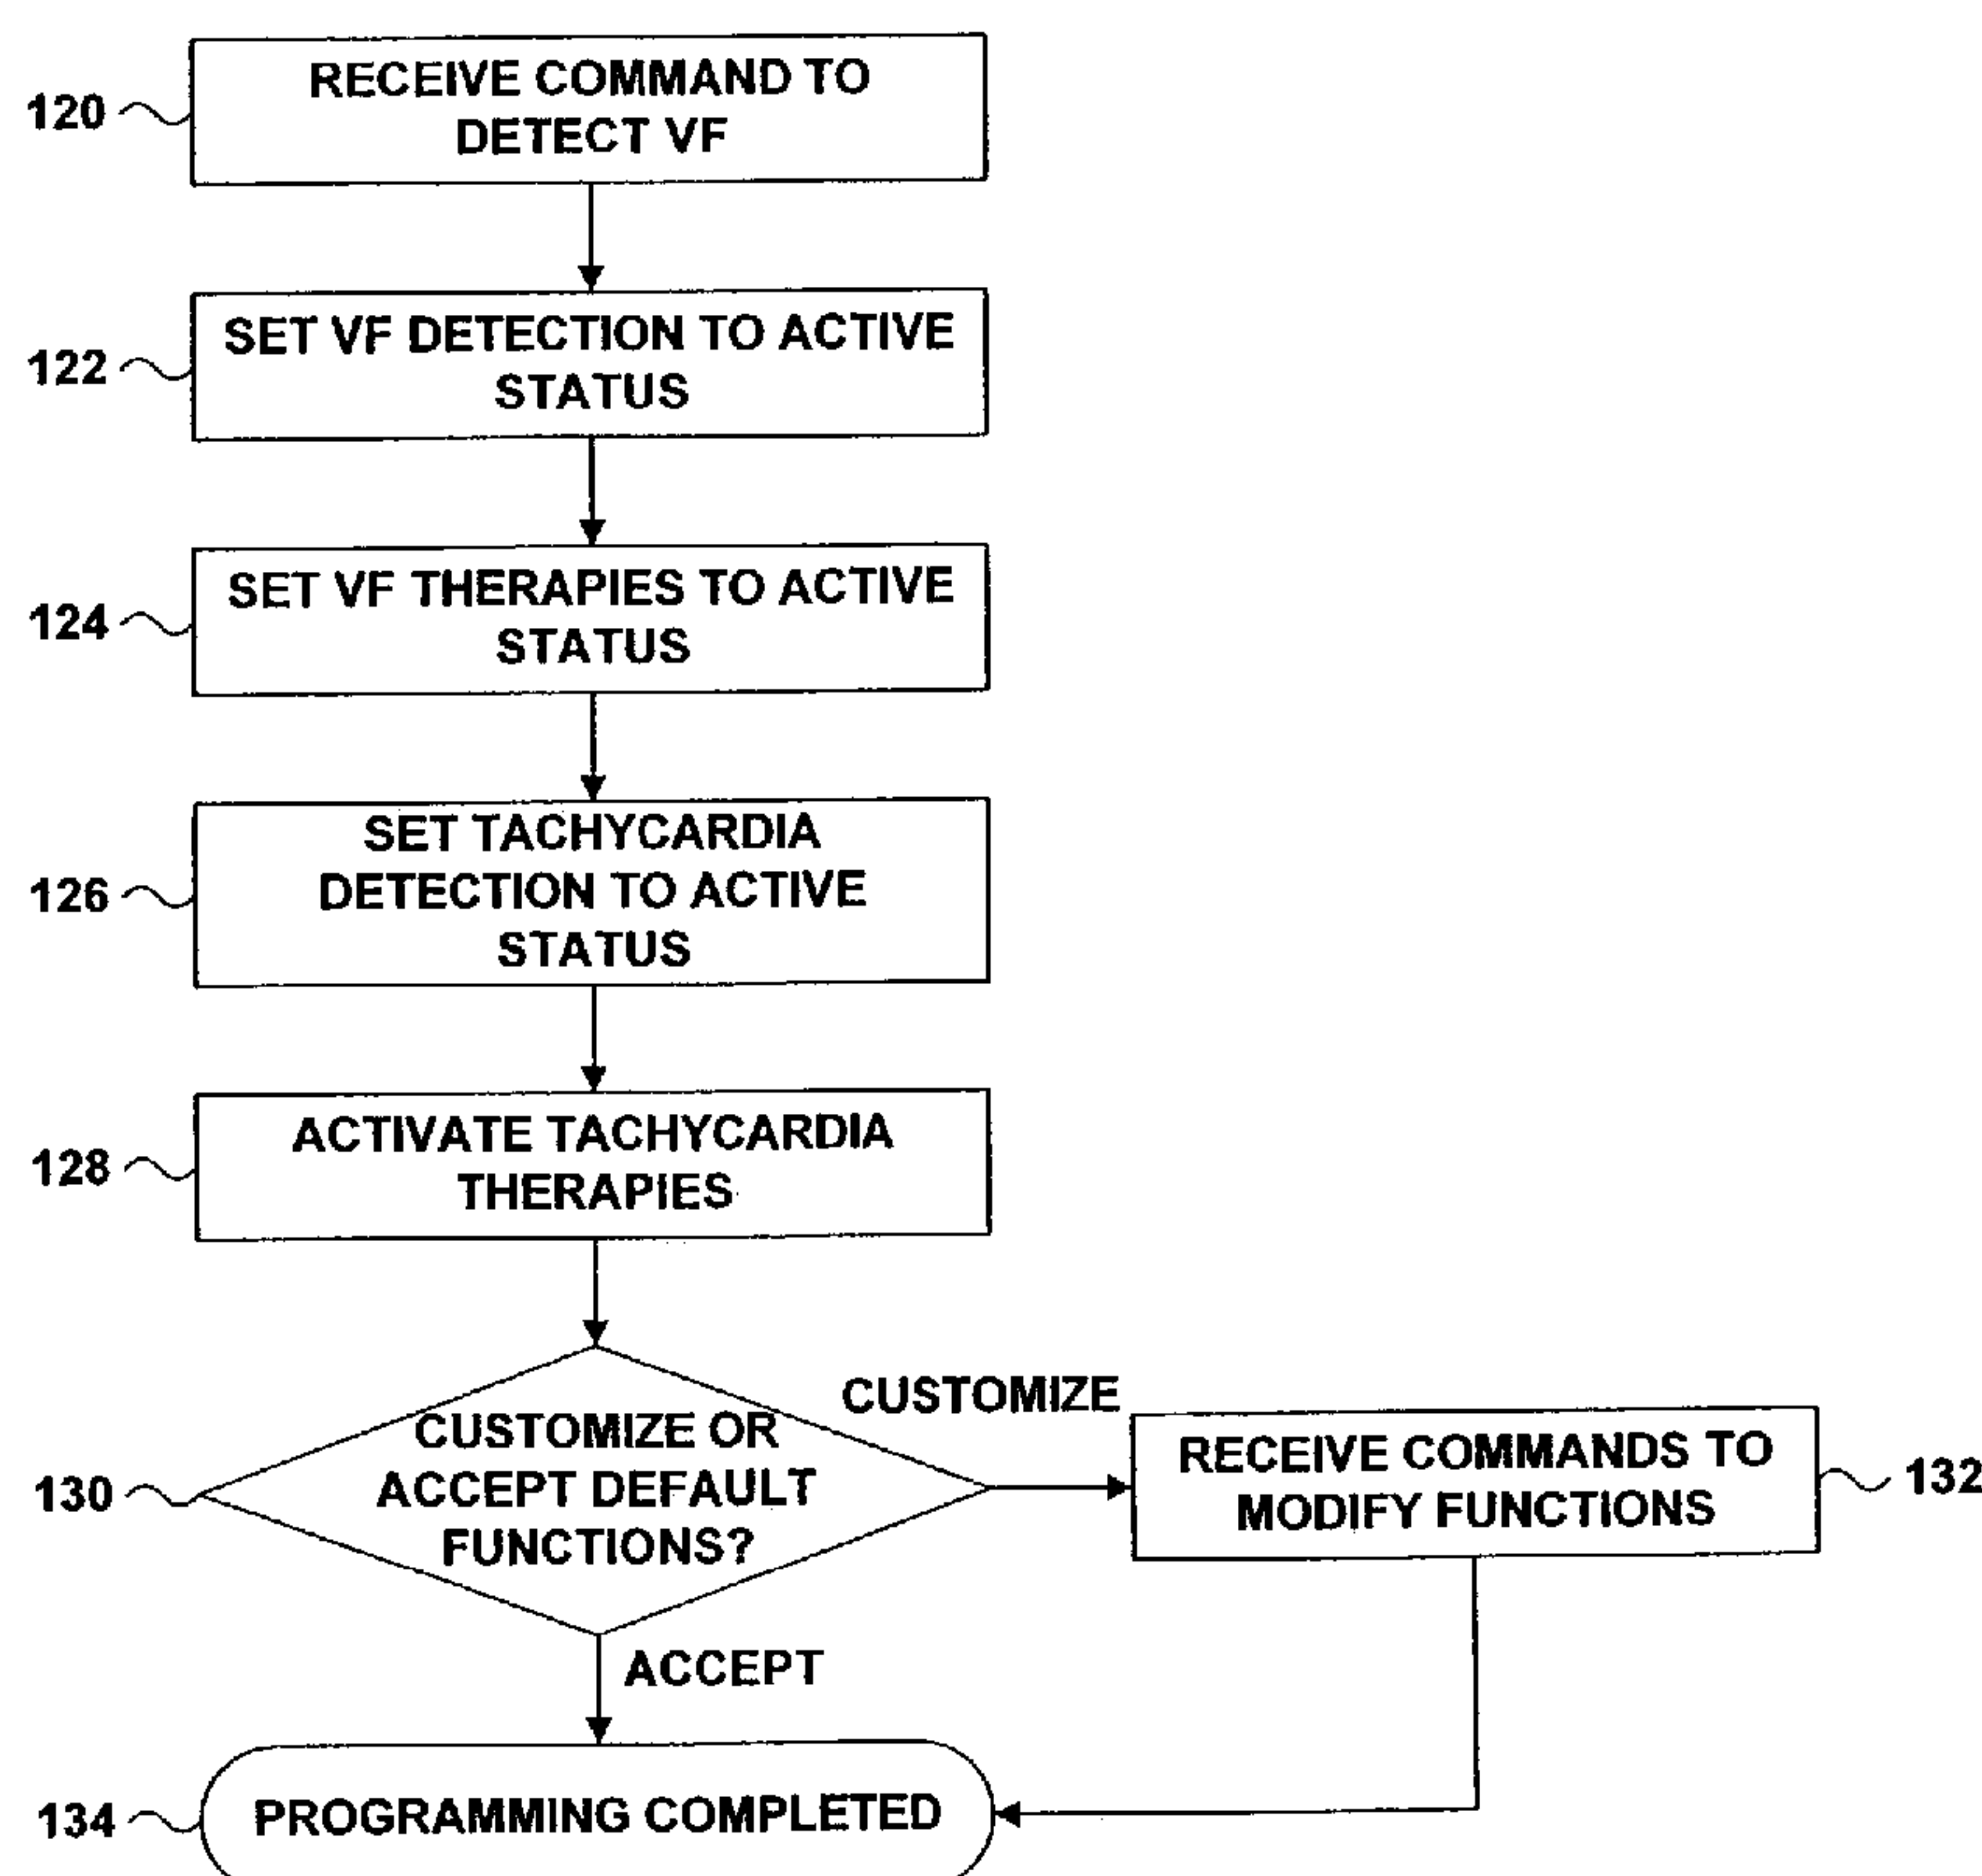 120
RECEIVE COMMAND TO
DETECT VF
122
SET VF DETECTION TO ACTIVE
STATUS
124
SET VF THERAPIES TO ACTIVE
STATUS
126
SET TACHYCARDIA
DETECTION TO ACTIVE
STATUS
128
ACTIVATE TACHYCARDIA
THERAPIES
130
CUSTOMIZE OR
ACCEPT DEFAULT
FUNCTIONS?
CUSTOMIZE
RECEIVE COMMANDS TO
MODIFY FUNCTIONS
132
ACCEPT
134
PROGRAMMING COMPLETED